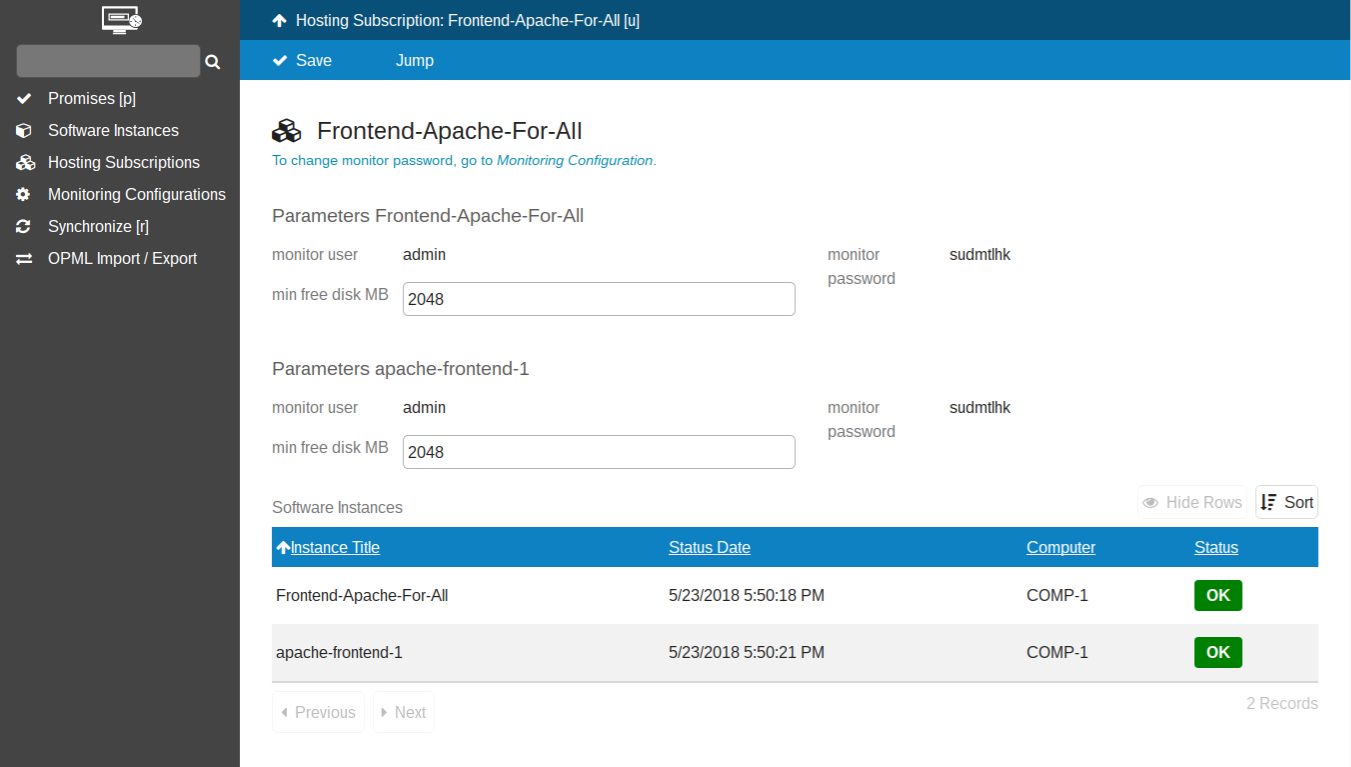 Hosting Subscription: Frontend-Apache-For-All [u]
Save Jump
Promises [p]
Software Instances
Hosting Subscriptions
Monitoring Configurations
Synchronize [r]
OPML Import / Export
Frontend-Apache-For-All
To change monitor password, go to Monitoring Configuration.
Parameters Frontend-Apache-For-All
monitor user admin monitor password sudmtlhk
min free disk MB 2048
Parameters apache-frontend-1
monitor user admin monitor password sudmtlhk
min free disk MB 2048
Software Instances Hide Rows Sort
Instance Title Status Date Computer Status
Frontend-Apache-For-All 5/23/2018 5:50:18 PM COMP-1 OK
apache-frontend-1 5/23/2018 5:50:21 PM COMP-1 OK
Previous Next 2 Records